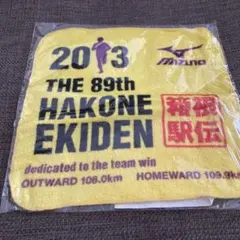 2013
mizuno
THE 89th
HAKONE
EKIDEN
箱根
駅伝
dedicated to the team win
OUTWARD 108.0km HOMEWARD 109.9km